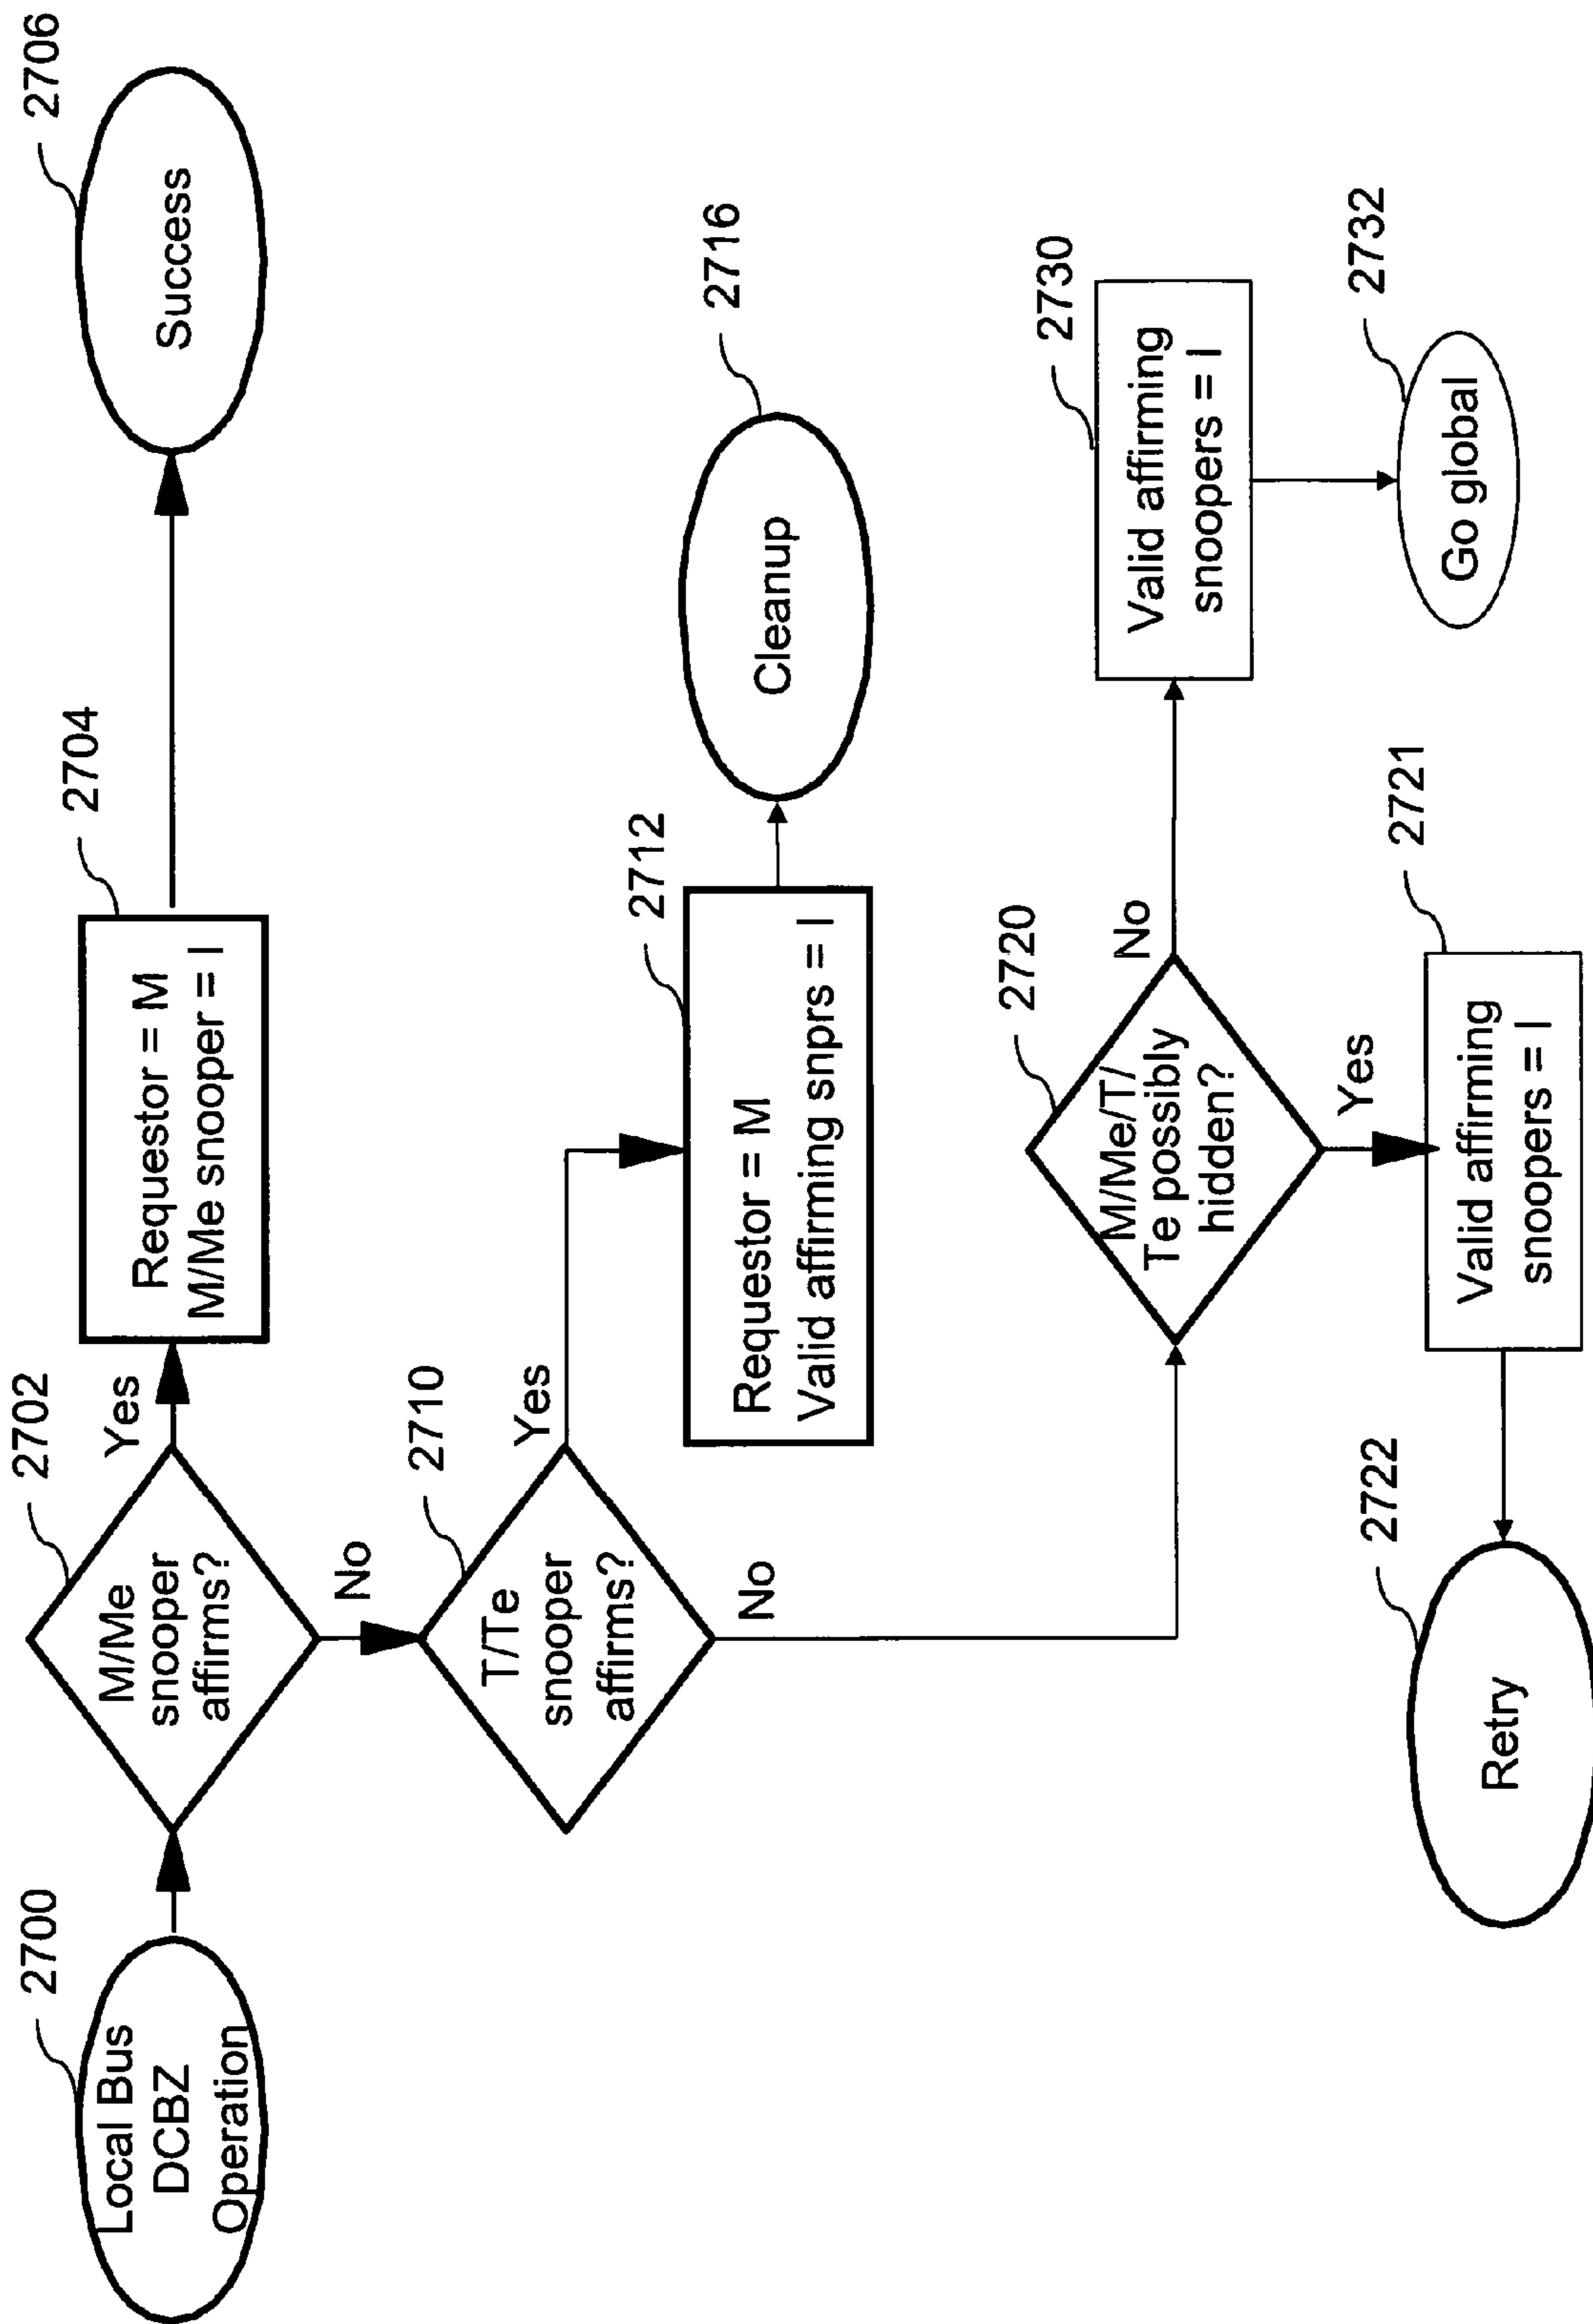 2700
Local Bus
DCBZ
Operation
2702
M/Me
snooper
affirms?
Yes
No
2704
Requestor = M
M/Me snooper = I
2706
Success
2710
T/Te
snooper
affirms?
Yes
No
2712
Requestor = M
Valid affirming snprs = I
2716
Cleanup
2720
M/Me/T/
Te possibly
hidden?
No
Yes
2730
Valid affirming
snoopers = I
2732
Go global
2721
Valid affirming
snoopers = I
2722
Retry